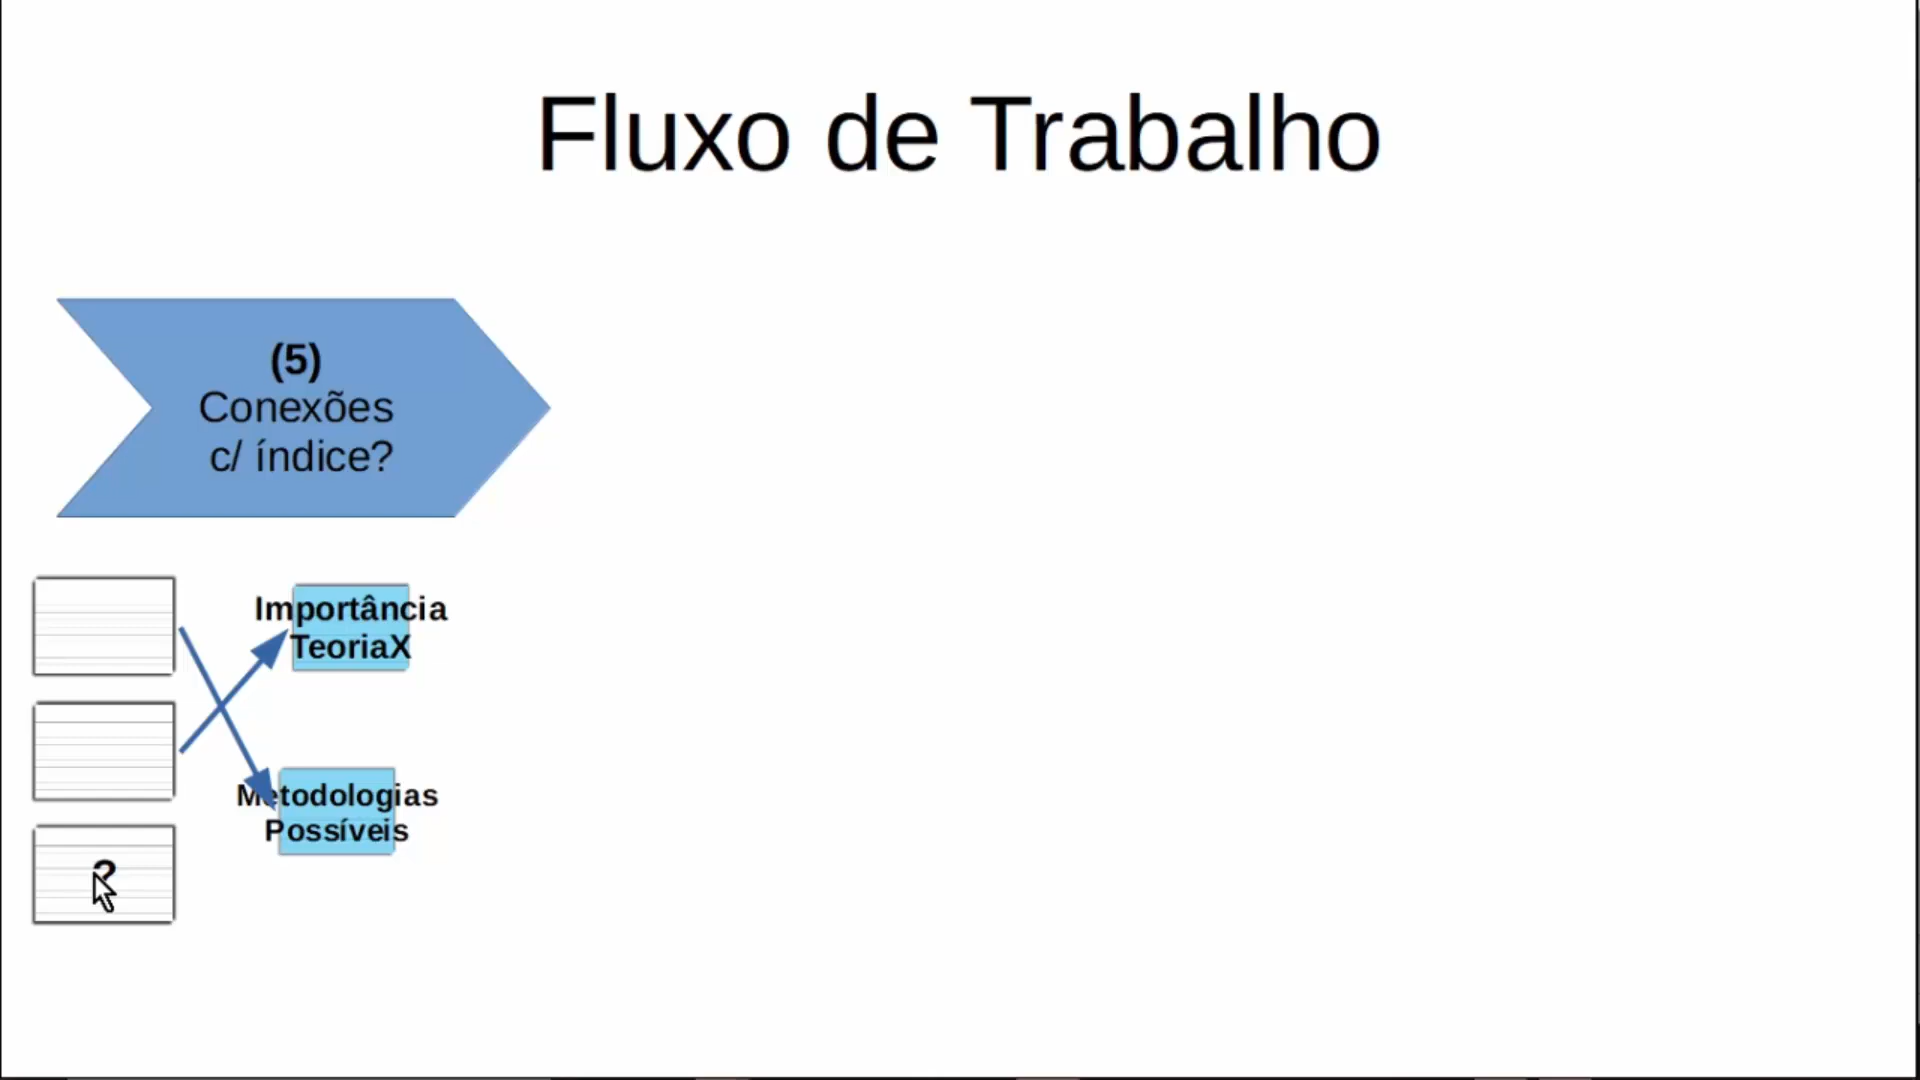 Fluxo de Trabalho
(5)
Conexões
c/ índice?
Importância
TeoriaX
Metodologias
Possíveis
?